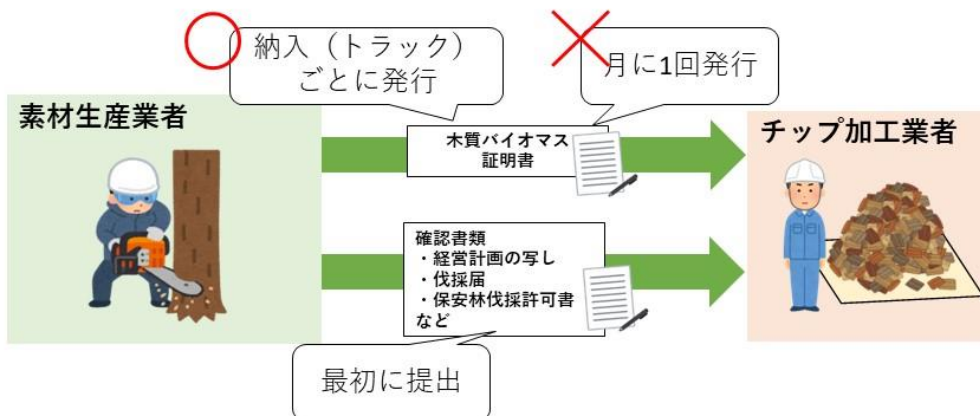 納入（トラック）
ごとに発行
月に1回発行
素材生産業者
木質バイオマス
証明書
チップ加工業者
確認書類
・経営計画の写し
・伐採届
・保安林伐採許可書
など
最初に提出